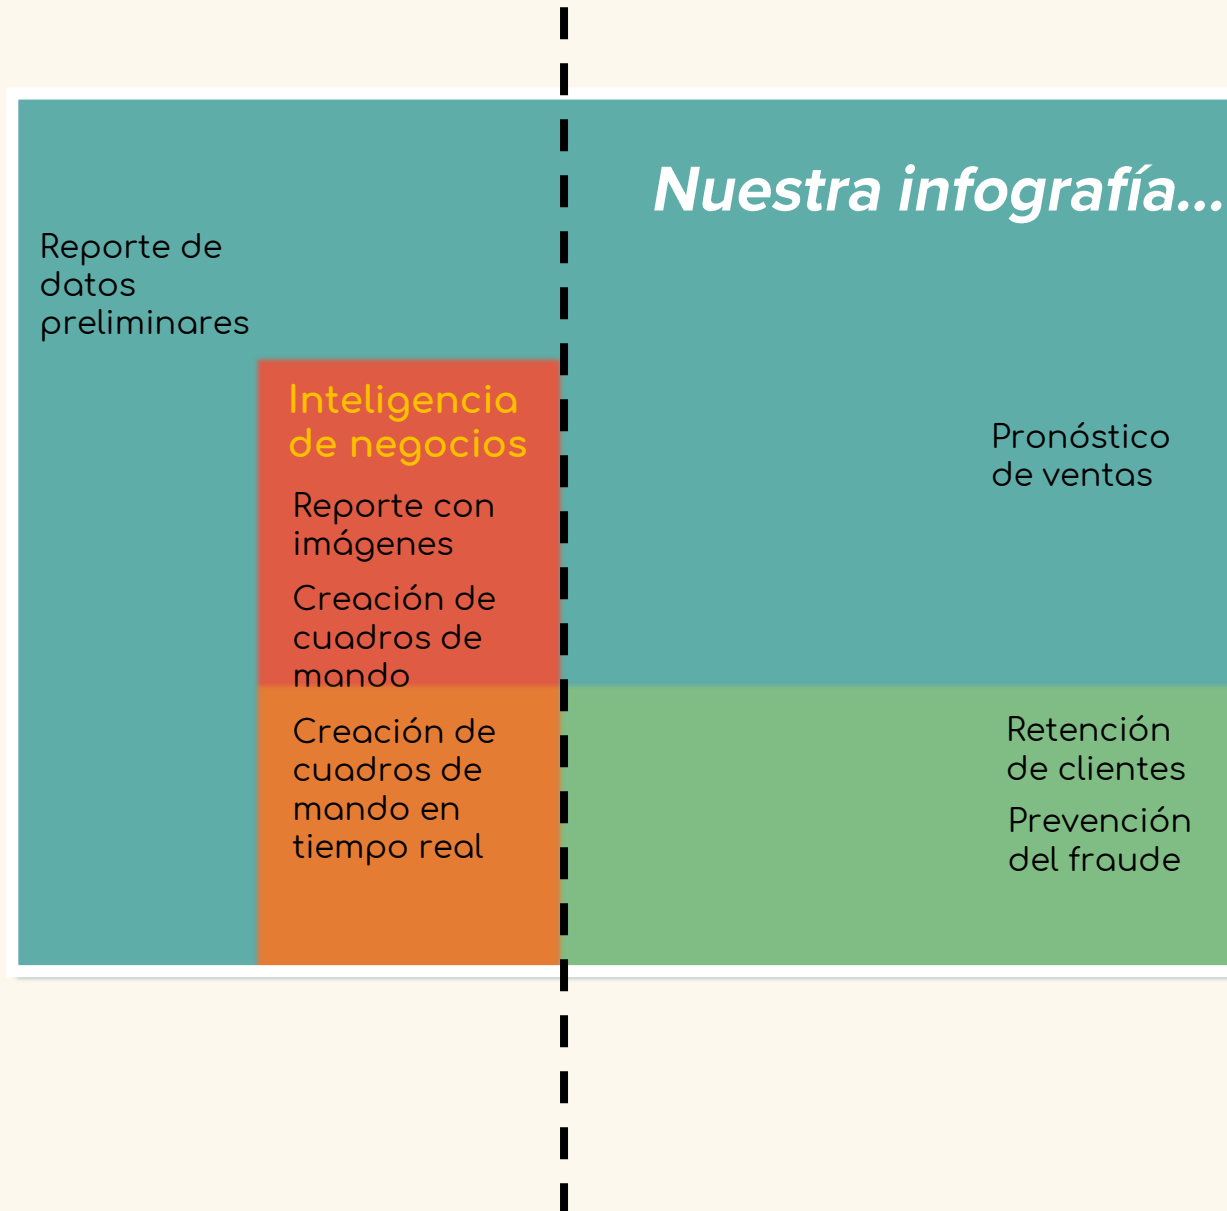 Nuestra infografía...
Reporte de
datos
preliminares
Inteligencia
de negocios
Reporte con
imágenes
Creación de
cuadros de
mando
Creación de
cuadros de
mando en
tiempo real
Pronóstico
de ventas
Retención
de clientes
Prevención
del fraude